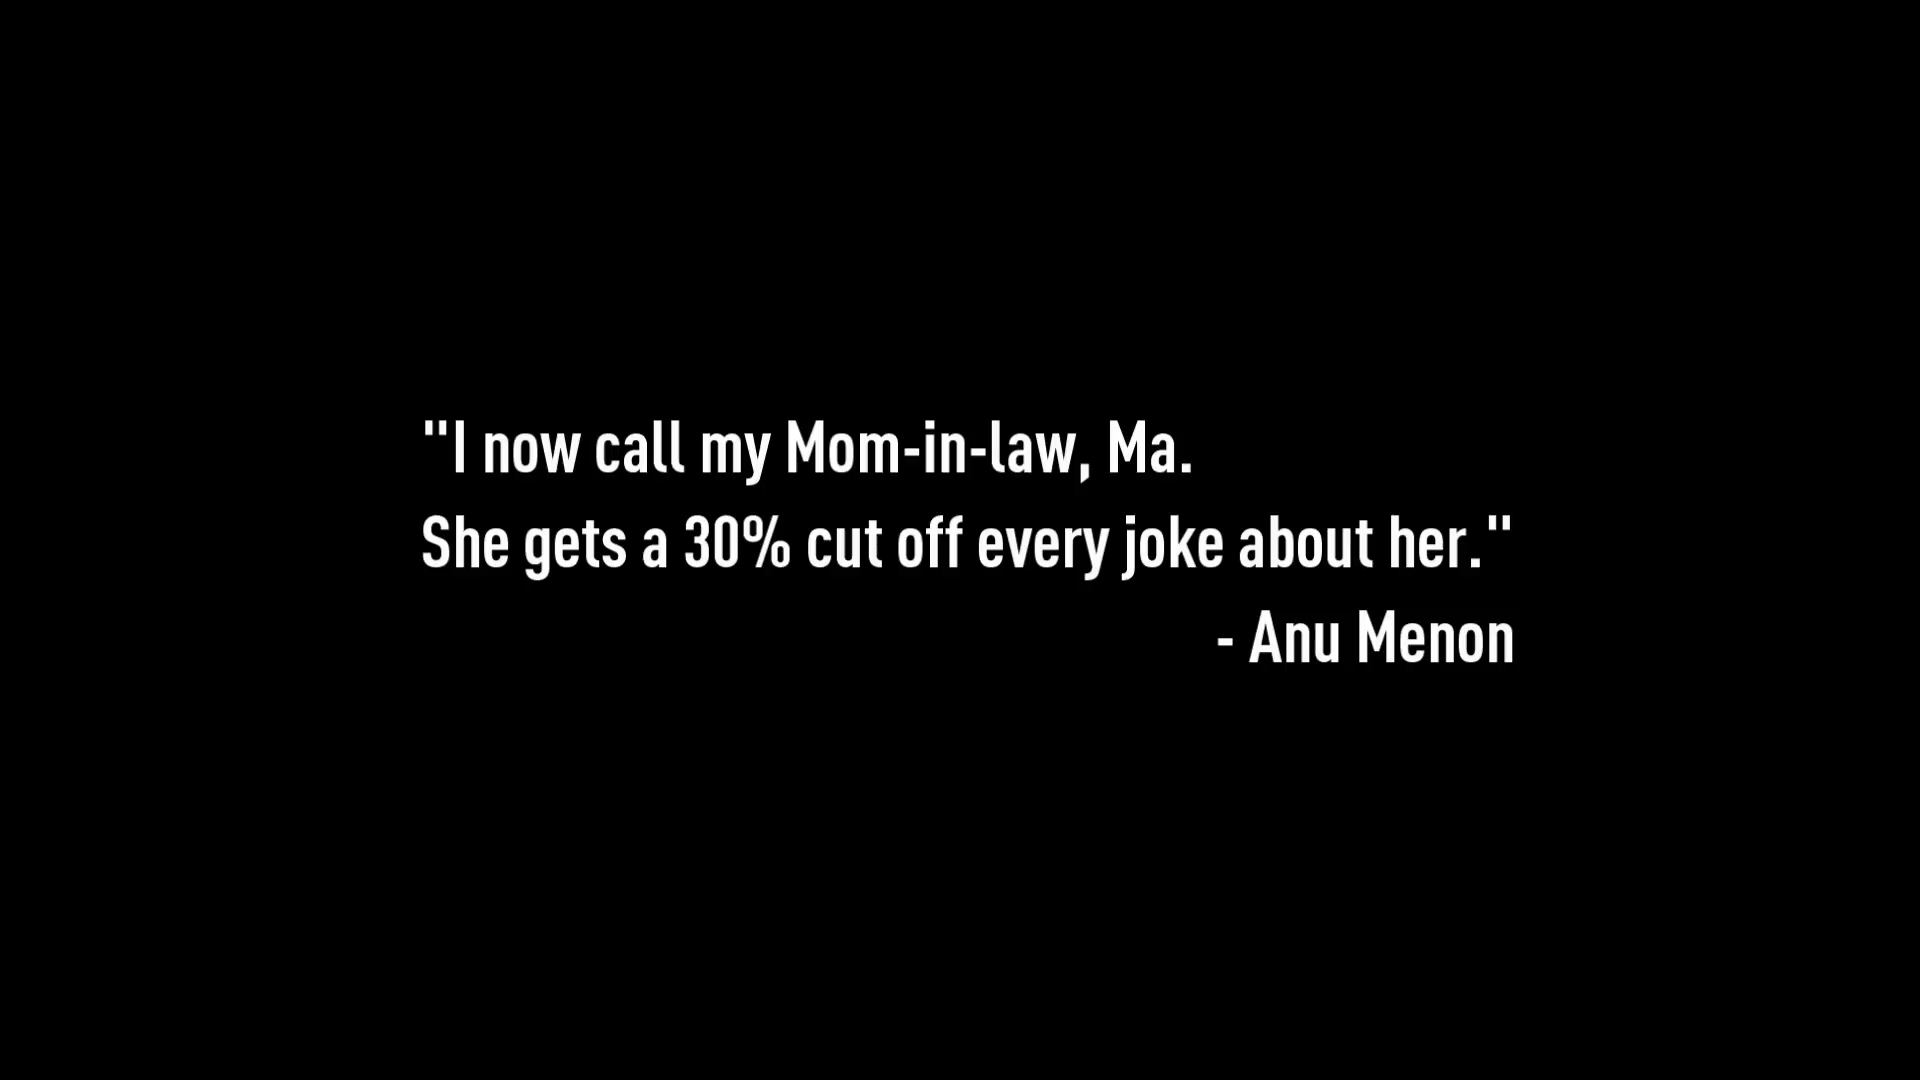 "I now call my Mom-in-law, Ma.
She gets a 30% cut off every joke about her."
- Anu Menon